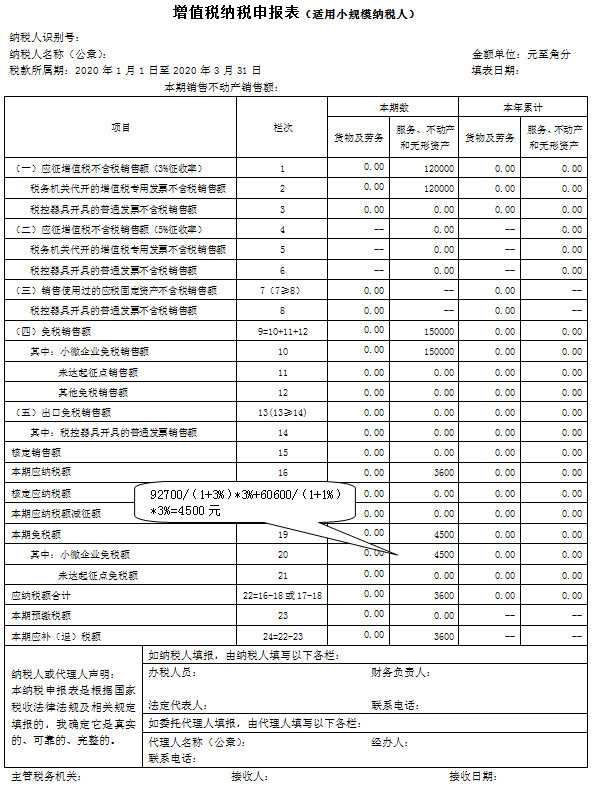 增值税纳税申报表（适用小规模纳税人）
纳税人识别号：
纳税人名称（公章）： 金额单位：元至角分
税款所属期：2020 年 1 月 1 日至 2020 年 3 月 31 日 填表日期：
本期销售不动产销售额：
项目 栏次 本期数 本年累计
货物及劳务 服务、不动产和无形资产 货物及劳务 服务、不动产和无形资产
（一）应征增值税不含税销售额（3%征收率） 1 0.00 120000 0.00 0.00
税务机关代开的增值税专用发票不含税销售额 2 0.00 120000 0.00 0.00
税控器具开具的普通发票不含税销售额 3 0.00 0.00 0.00 0.00
（二）应征增值税不含税销售额（5%征收率） 4 -- 0.00 -- 0.00
税务机关代开的增值税专用发票不含税销售额 5 -- 0.00 -- 0.00
税控器具开具的普通发票不含税销售额 6 -- 0.00 -- 0.00
（三）销售使用过的应税固定资产不含税销售额 7（7≥8） 0.00 -- 0.00 --
税控器具开具的普通发票不含税销售额 8 0.00 -- 0.00 --
（四）免税销售额 9=10+11+12 0.00 150000 0.00 0.00
其中：小微企业免税销售额 10 0.00 150000 0.00 0.00
未达起征点销售额 11 0.00 0.00 0.00 0.00
其他免税销售额 12 0.00 0.00 0.00 0.00
（五）出口免税销售额 13(13≥14) 0.00 0.00 0.00 0.00
其中：税控器具开具的普通发票销售额 14 0.00 0.00 0.00 0.00
核定销售额 15 0.00 0.00 0.00 0.00
本期应纳税额 16 0.00 3600 0.00 0.00
核定应纳税额 0.00 0.00 0.00
本期应纳税额减征额 0.00 0.00 0.00
92700/(1+3%)*3%+60600/(1+1%)
*3%=4500 元
本期免税额 19 0.00 4500 0.00 0.00
其中：小微企业免税额 20 0.00 4500 0.00 0.00
未达起征点免税额 21 0.00 0.00 0.00 0.00
应纳税额合计 22=16-18 或 17-18 0.00 3600 0.00 0.00
本期预缴税额 23 0.00 0.00 -- --
本期应补（退）税额 24=22-23 0.00 3600 -- --
纳税人或代理人声明：
本纳税申报表是根据国家
税收法律法规及相关规定
填报的，我确定它是真实
的、可靠的、完整的。
如纳税人填报，由纳税人填写以下各栏：
办税人员： 财务负责人：
法定代表人： 联系电话：
如委托代理人填报，由代理人填写以下各栏：
代理人名称（公章）： 经办人：
联系电话：
主管税务机关： 接收人： 接收日期：